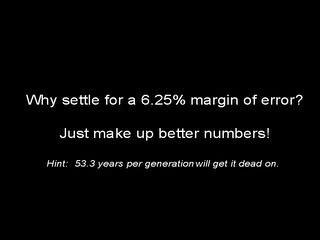 Why settle for a 6.25% margin of error?
Just make up better numbers!
Hint: 53.3 years per generation will get it dead on.